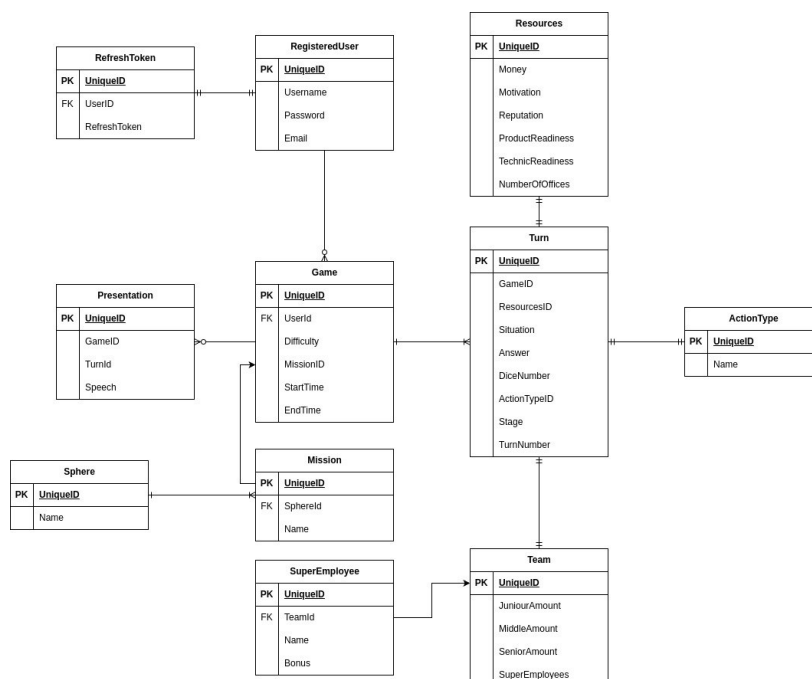 RefreshToken
PK UniqueID
FK UserID
RefreshToken
RegisteredUser
PK UniqueID
Username
Password
Email
Resources
PK UniqueID
Money
Motivation
Reputation
ProductReadiness
TechnicReadiness
NumberOfOffices
Presentation
PK UniqueID
GameID
TurnId
Speech
Game
PK UniqueID
FK UserId
Difficulty
MissionID
StartTime
EndTime
Turn
PK UniqueID
GameID
ResourcesID
Situation
Answer
DiceNumber
ActionTypeID
Stage
TurnNumber
ActionType
PK UniqueID
Name
Sphere
PK UniqueID
Name
Mission
PK UniqueID
FK SphereId
Name
SuperEmployee
PK UniqueID
FK TeamId
Name
Bonus
Team
PK UniqueID
JuniourAmount
MiddleAmount
SeniorAmount
SuperEmployees